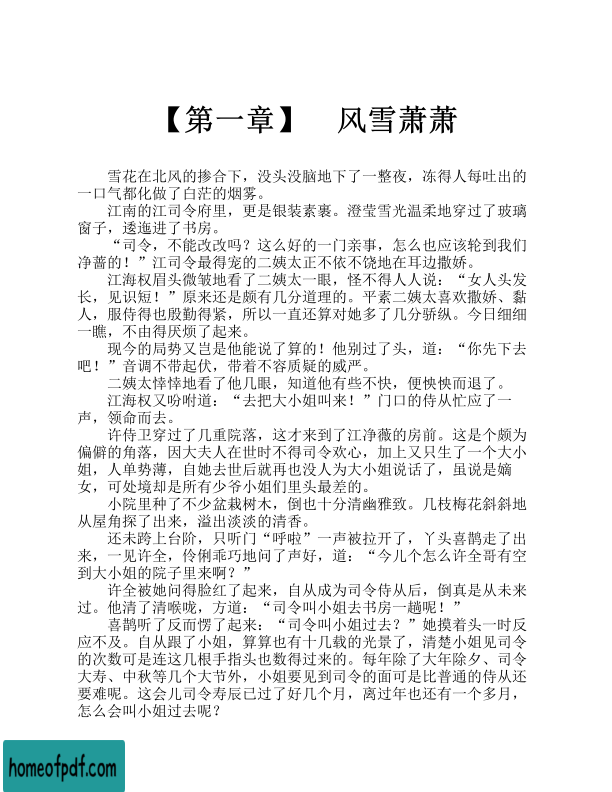 【第一章】　风雪萧萧
雪花在北风的掺合下，没头没脑地下了一整夜，冻得人每吐出的
一口气都化做了白茫的烟雾。
江南的江司令府里，更是银装素裹。澄莹雪光温柔地穿过了玻璃
窗子，逶迤进了书房。
“司令，不能改改吗？这么好的一门亲事，怎么也应该轮到我们
净蔷的！”江司令最得宠的二姨太正不依不饶地在耳边撒娇。
江海权眉头微皱地看了二姨太一眼，怪不得人人说：“女人头发
长，见识短！”原来还是颇有几分道理的。平素二姨太喜欢撒娇、黏
人，服侍得也殷勤得紧，所以一直还算对她多了几分骄纵。今日细细
一瞧，不由得厌烦了起来。
现今的局势又岂是他能说了算的！他别过了头，道：“你先下去
吧！”音调不带起伏，带着不容质疑的威严。
二姨太悻悻地看了他几眼，知道他有些不快，便怏怏而退了。
江海权又吩咐道：“去把大小姐叫来！”门口的侍从忙应了一
声，领命而去。
许侍卫穿过了几重院落，这才来到了江净薇的房前。这是个颇为
偏僻的角落，因大夫人在世时不得司令欢心，加上又只生了一个大小
姐，人单势薄，自她去世后就再也没人为大小姐说话了，虽说是嫡
女，可处境却是所有少爷小姐们里头最差的。
小院里种了不少盆栽树木，倒也十分清幽雅致。几枝梅花斜斜地
从屋角探了出来，溢出淡淡的清香。
还未跨上台阶，只听门“呼啦”一声被拉开了，丫头喜鹊走了出
来，一见许全，伶俐乖巧地问了声好，道：“今儿个怎么许全哥有空
到大小姐的院子里来啊？”
许全被她问得脸红了起来，自从成为司令侍从后，倒真是从未来
过。他清了清喉咙，方道：“司令叫小姐去书房一趟呢！”
喜鹊听了反而愣了起来：“司令叫小姐过去？”她摸着头一时反
应不及。自从跟了小姐，算算也有十几载的光景了，清楚小姐见司令
的次数可是连这几根手指头也数得过来的。每年除了大年除夕、司令
大寿、中秋等几个大节外，小姐要见到司令的面可是比普通的侍从还
要难呢。这会儿司令寿辰已过了好几个月，离过年也还有一个多月，
怎么会叫小姐过去呢？
homeofpdf.com